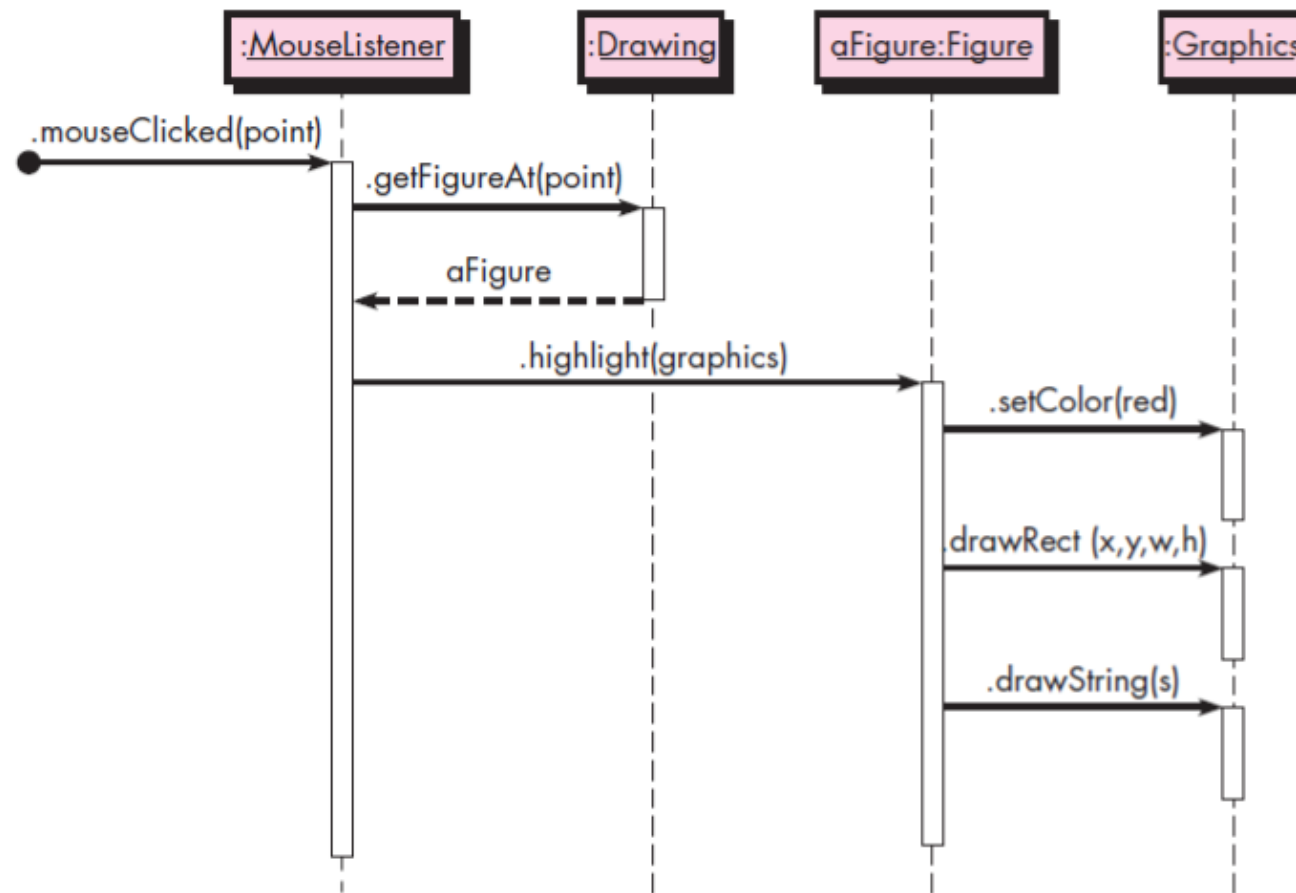 :MouseListener
:Drawing
aFigure:Figure
:Graphics
.mouseClicked(point)
.getFigureAt(point)
aFigure
.highlight(graphics)
.setColor(red)
.drawRect (x,y,w,h)
.drawString(s)